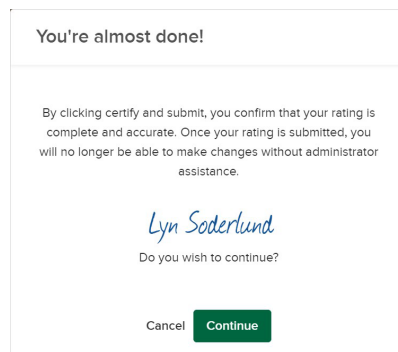 You're almost done!
By clicking certify and submit, you confirm that your rating is
complete and accurate. Once your rating is submitted, you
will no longer be able to make changes without administrator
assistance.
Lyn Soderlund
Do you wish to continue?
Cancel Continue